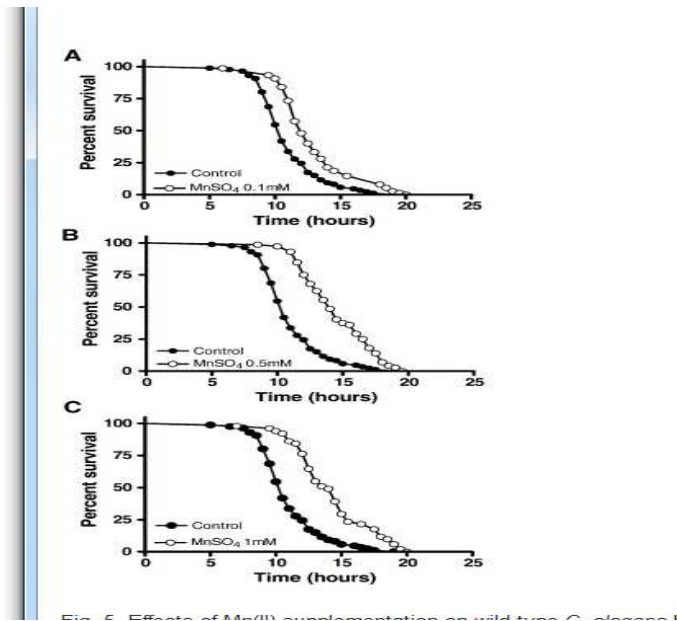 A
Percent survival
100
75
50
25
0
Control
MnSO4 0.1mM
0 5 10 15 20 25
Time (hours)
B
Percent survival
100
75
50
25
0
Control
MnSO4 0.5mM
0 5 10 15 20 25
Time (hours)
C
Percent survival
100
75
50
25
0
Control
MnSO4 1mM
0 5 10 15 20 25
Time (hours)
Fig. 5. Effects of Mn(II) supplementation on wild type C. elegans